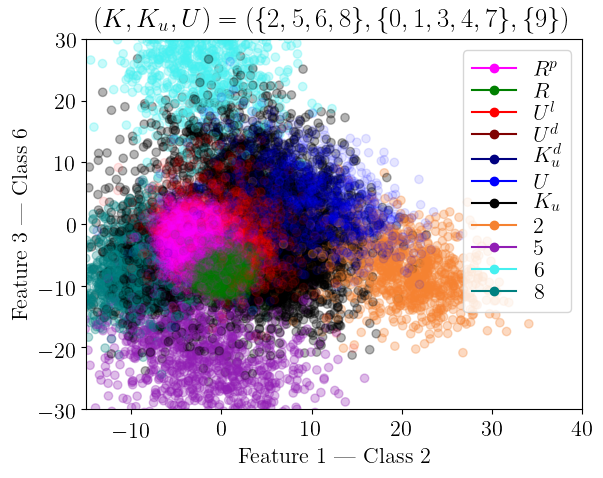 (K, K_u, U) = ({2, 5, 6, 8}, {0, 1, 3, 4, 7}, {9})
30
20
10
0
−10
−20
−30
Feature 3 — Class 6
R^p
R
U^l
U^d
K_u^d
U
K_u
2
5
6
8
−10
0
10
20
30
40
Feature 1 — Class 2